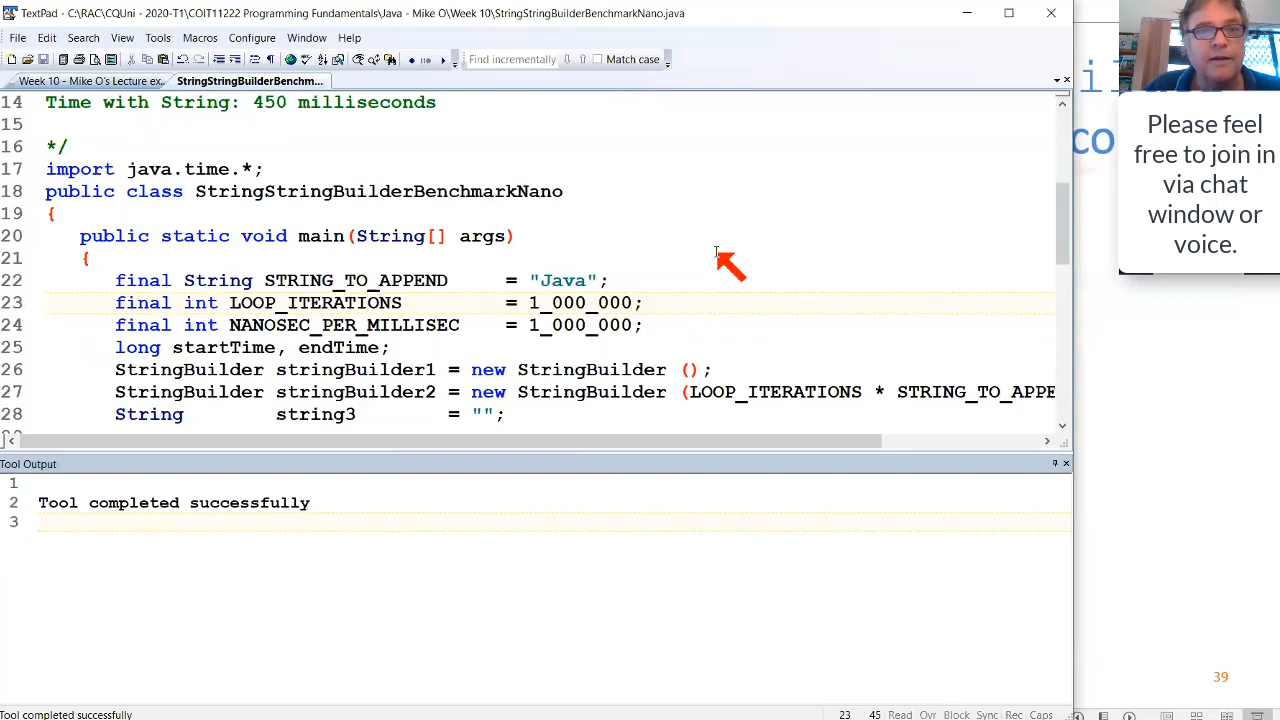 TextPad - C:\RAC\CQUni - 2020-T1\COIT11222 Programming Fundamentals\Java - Mike O\Week 10\StringStringBuilderBenchmarkNano.java
File Edit Search View Tools Macros Configure Window Help
Find incrementally Match case
Week 10 - Mike O's Lecture ex... StringStringBuilderBenchm...
14 Time with String: 450 milliseconds
15
16 */
17 import java.time.*;
18 public class StringStringBuilderBenchmarkNano
19 {
20 public static void main(String[] args)
21 {
22 final String STRING_TO_APPEND = "Java";
23 final int LOOP_ITERATIONS = 1_000_000;
24 final int NANOSEC_PER_MILLISEC = 1_000_000;
25 long startTime, endTime;
26 StringBuilder stringBuilder1 = new StringBuilder ();
27 StringBuilder stringBuilder2 = new StringBuilder (LOOP_ITERATIONS * STRING_TO_APPE
28 String string3 = "";
Tool Output
1
2 Tool completed successfully
3
Tool completed successfully 23 45 Read Ovr Block Sync Rec Caps
co
Please feel
free to join in
via chat
window or
voice.
39